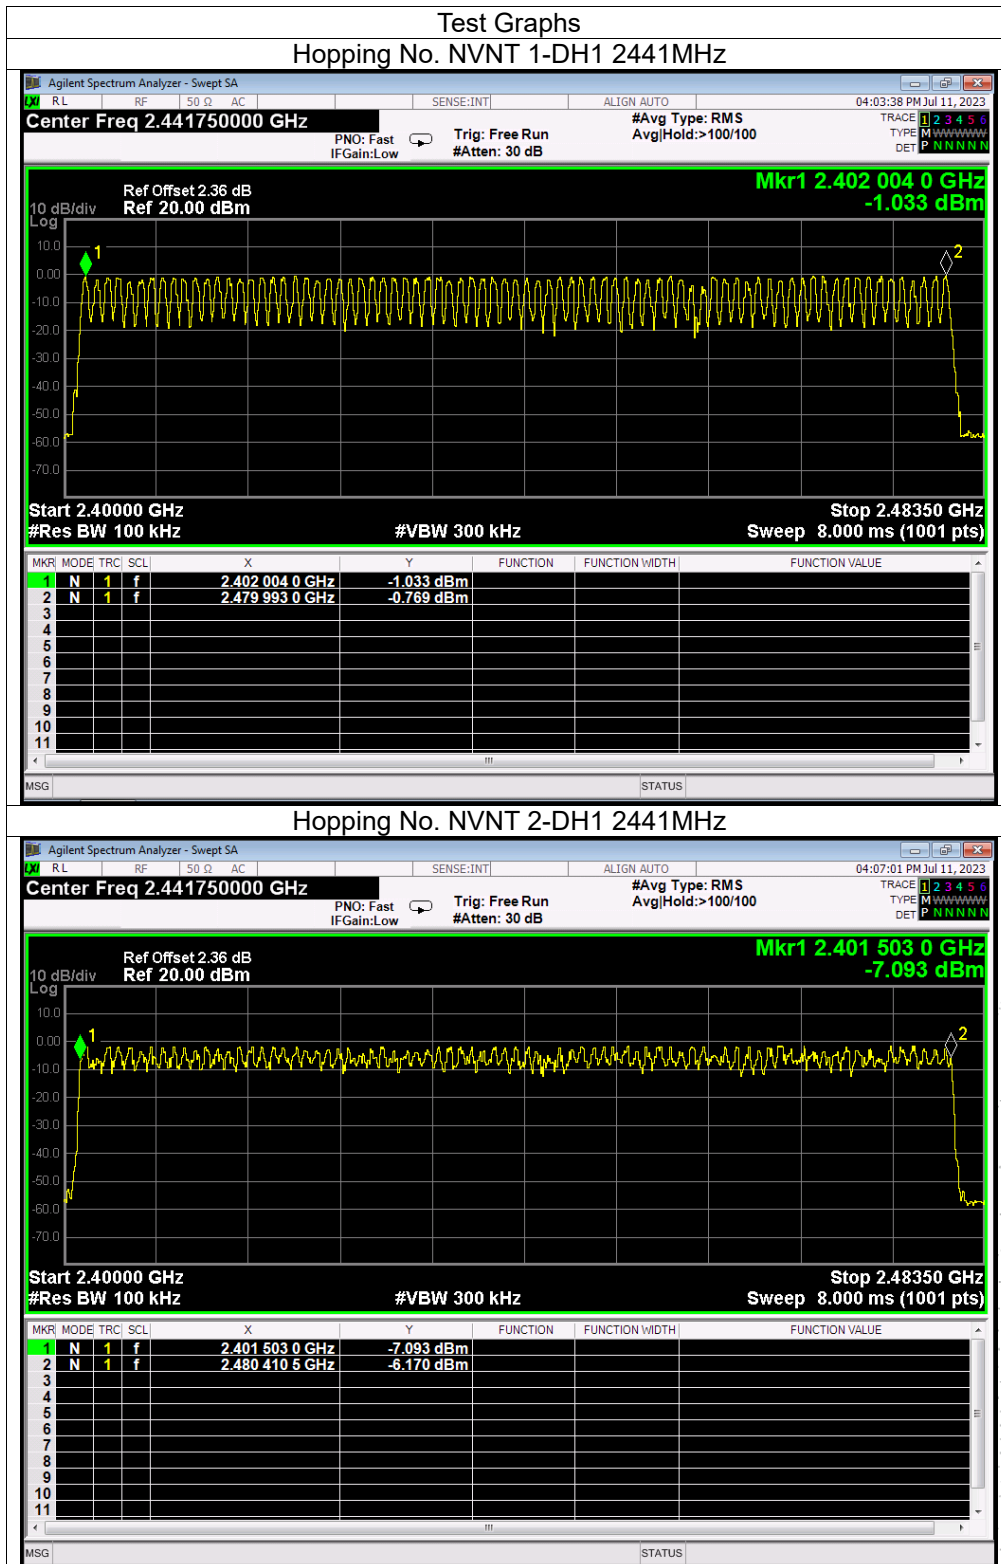 Test Graphs
Hopping No. NVNT 1-DH1 2441MHz
Agilent Spectrum Analyzer - Swept SA
LXI RL RF 50 Ω AC SENSE:INT ALIGN AUTO 04:03:38 PM Jul 11, 2023
Center Freq 2.441750000 GHz #Avg Type: RMS TRACE 1 2 3 4 5 6
PNO: Fast Trig: Free Run Avg|Hold:>100/100 TYPE M WWWWW
IFGain:Low #Atten: 30 dB DET P N N N N N
Mkr1 2.402 004 0 GHz
Ref Offset 2.36 dB
10 dB/div Ref 20.00 dBm -1.033 dBm
Log
10.0
1 2
0.00
-10.0
-20.0
-30.0
-40.0
-50.0
-60.0
-70.0
Start 2.40000 GHz Stop 2.48350 GHz
#Res BW 100 kHz #VBW 300 kHz Sweep 8.000 ms (1001 pts)
MKR MODE TRC SCL X Y FUNCTION FUNCTION WIDTH FUNCTION VALUE
1 N 1 f 2.402 004 0 GHz -1.033 dBm
2 N 1 f 2.479 993 0 GHz -0.769 dBm
3
4
5
6
7
8
9
10
11
MSG STATUS
Hopping No. NVNT 2-DH1 2441MHz
Agilent Spectrum Analyzer - Swept SA
LXI RL RF 50 Ω AC SENSE:INT ALIGN AUTO 04:07:01 PM Jul 11, 2023
Center Freq 2.441750000 GHz #Avg Type: RMS TRACE 1 2 3 4 5 6
PNO: Fast Trig: Free Run Avg|Hold:>100/100 TYPE M WWWWW
IFGain:Low #Atten: 30 dB DET P N N N N N
Mkr1 2.401 503 0 GHz
Ref Offset 2.36 dB
10 dB/div Ref 20.00 dBm -7.093 dBm
Log
10.0
1 2
0.00
-10.0
-20.0
-30.0
-40.0
-50.0
-60.0
-70.0
Start 2.40000 GHz Stop 2.48350 GHz
#Res BW 100 kHz #VBW 300 kHz Sweep 8.000 ms (1001 pts)
MKR MODE TRC SCL X Y FUNCTION FUNCTION WIDTH FUNCTION VALUE
1 N 1 f 2.401 503 0 GHz -7.093 dBm
2 N 1 f 2.480 410 5 GHz -6.170 dBm
3
4
5
6
7
8
9
10
11
MSG STATUS